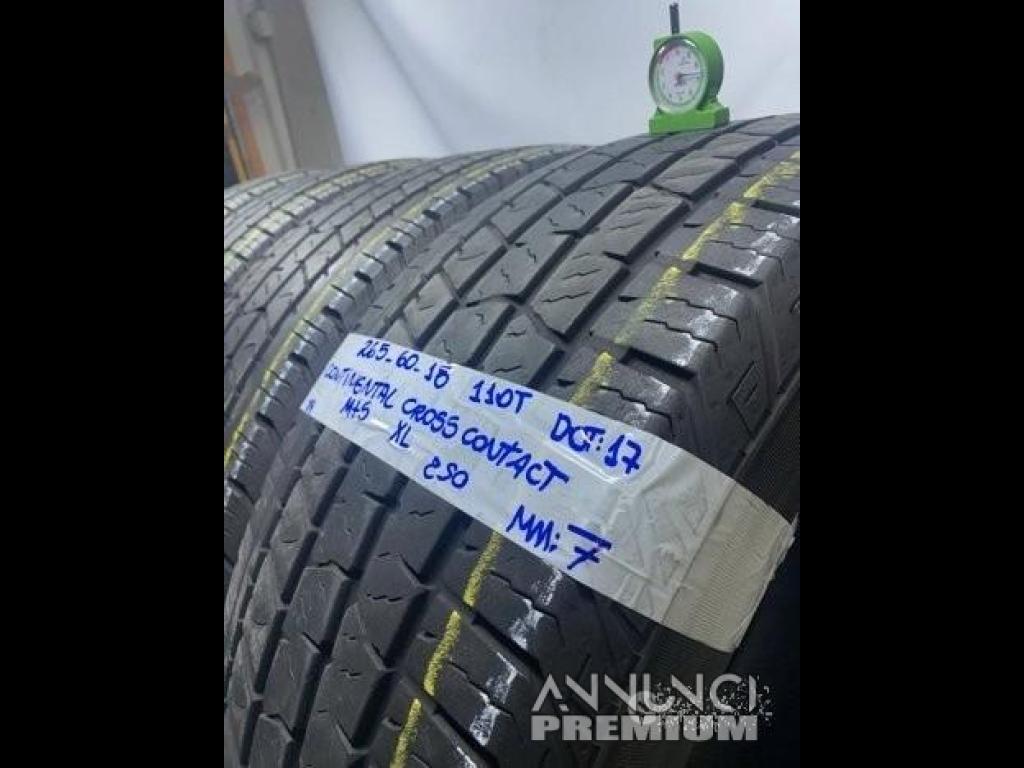 265-60-18 110T DOT:17
CONTINENTAL CROSS CONTACT
M+S XL
250 MM: 7
ANNUNCI
PREMIUM